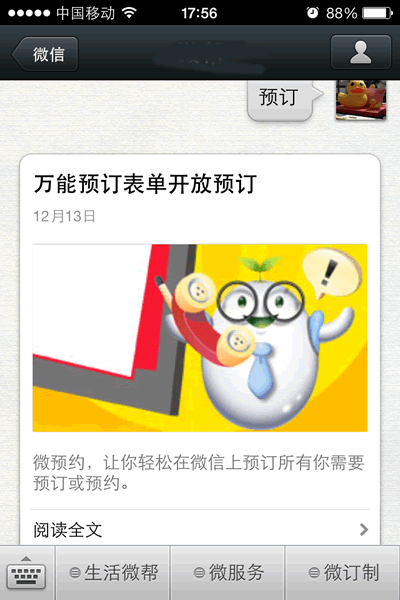 中国移动 17:56 88%
微信
预订
万能预订表单开放预订
12月13日
!
微预约，让你轻松在微信上预订所有你需要
预订或预约。
阅读全文
生活微帮 微服务 微订制